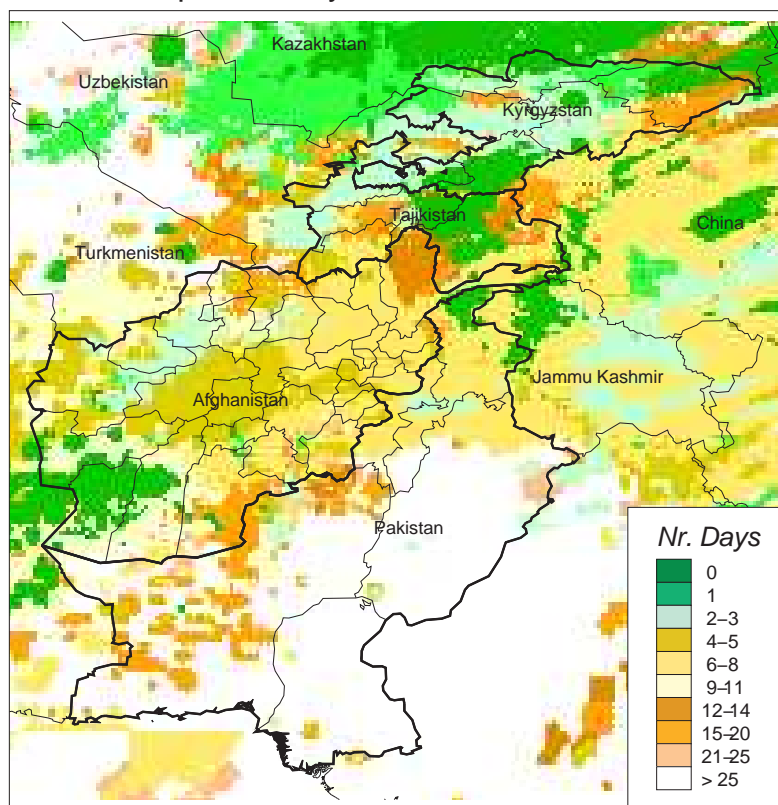 Kazakhstan
Uzbekistan
Kyrgyzstan
Tajikistan
China
Turkmenistan
Jammu Kashmir
Afghanistan
Pakistan
Nr. Days
0
1
2–3
4–5
6–8
9–11
12–14
15–20
21–25
> 25